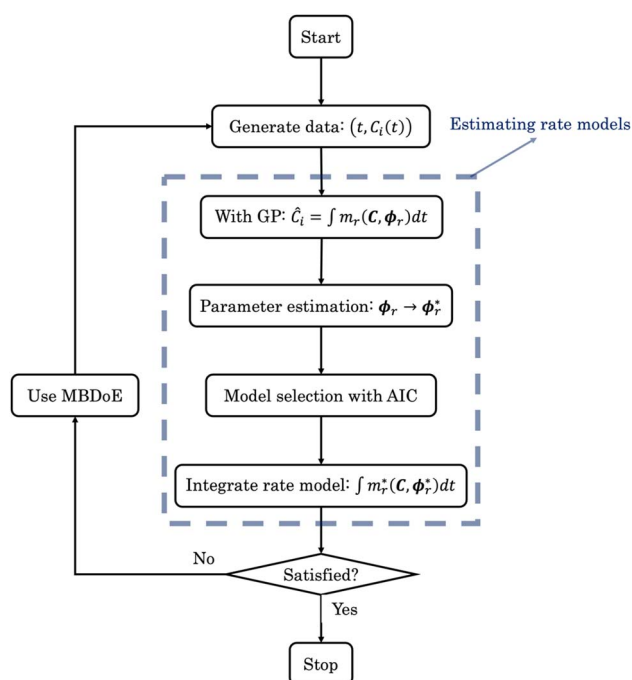 Start
Generate data: (t, C_i(t))
Estimating rate models
With GP: Ĉ_i = ∫ m_r(C, ϕ_r)dt
Parameter estimation: ϕ_r → ϕ_r^*
Use MBDoE
Model selection with AIC
Integrate rate model: ∫ m_r^*(C, ϕ_r^*)dt
No
Satisfied?
Yes
Stop